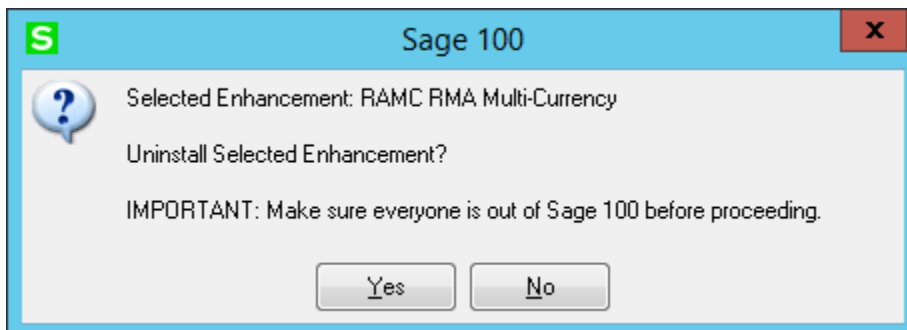 S
Sage 100
x
?
Selected Enhancement: RAMC RMA Multi-Currency
Uninstall Selected Enhancement?
IMPORTANT: Make sure everyone is out of Sage 100 before proceeding.
Yes
No